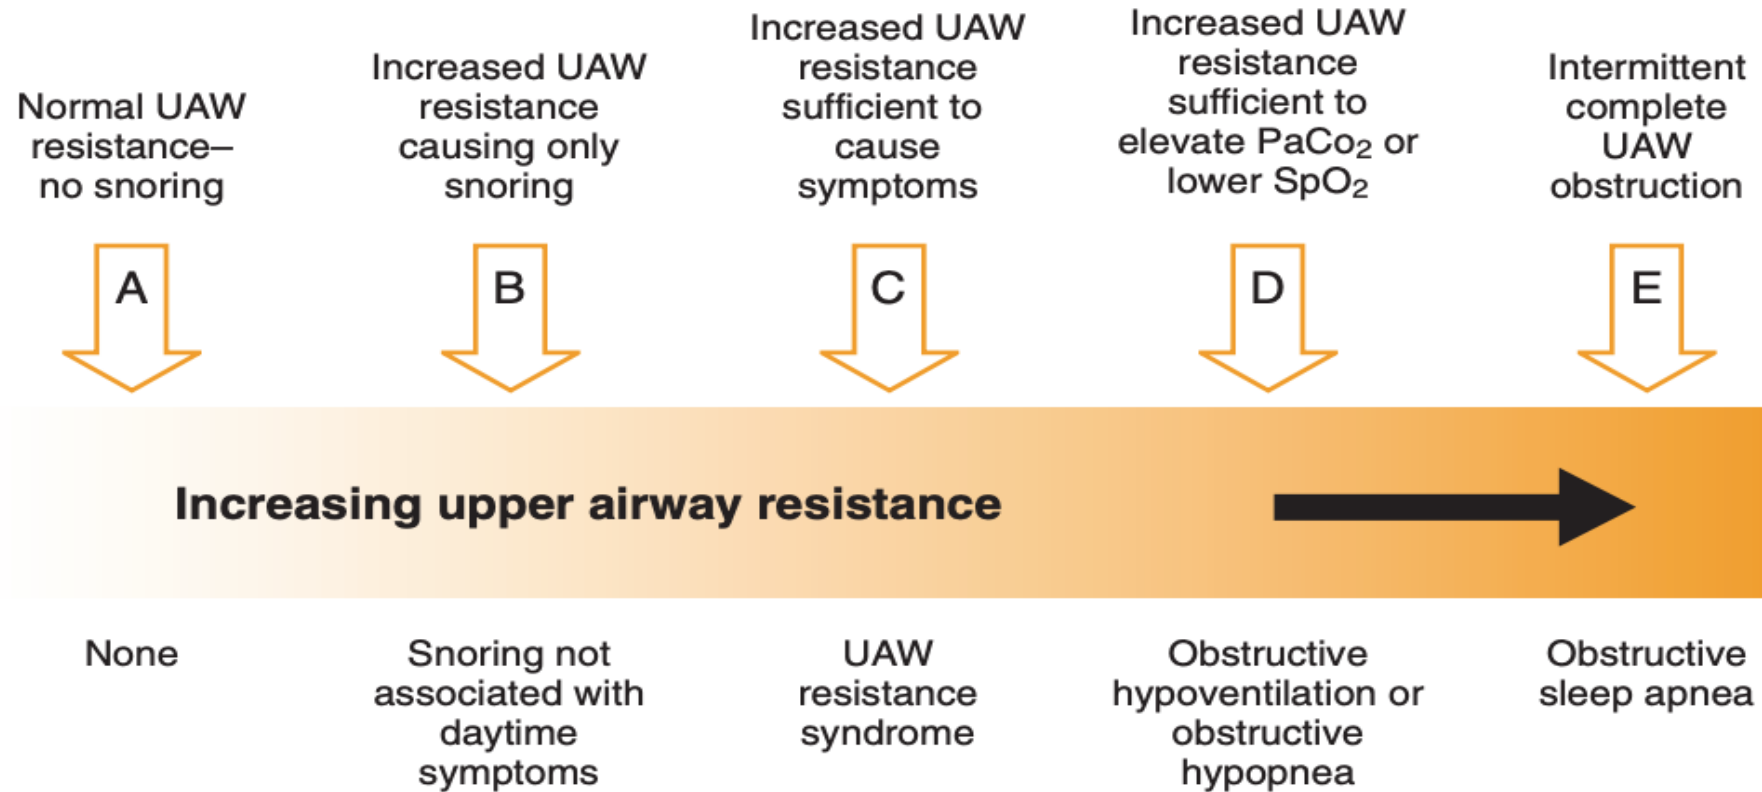 Normal UAW
resistance—
no snoring
Increased UAW
resistance
causing only
snoring
Increased UAW
resistance
sufficient to
cause
symptoms
Increased UAW
resistance
sufficient to
elevate PaCo₂ or
lower SpO₂
Intermittent
complete
UAW
obstruction
A
B
C
D
E
Increasing upper airway resistance
None
Snoring not
associated with
daytime
symptoms
UAW
resistance
syndrome
Obstructive
hypoventilation or
obstructive
hypopnea
Obstructive
sleep apnea